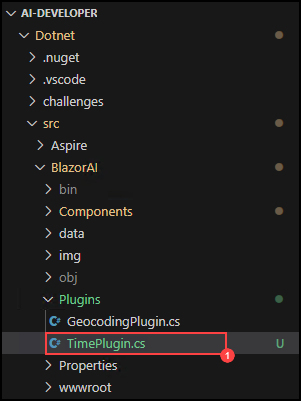 AI-DEVELOPER
Dotnet
.nuget
.vscode
challenges
src
Aspire
BlazorAI
bin
Components
data
img
obj
Plugins
C# GeocodingPlugin.cs
C# TimePlugin.cs 1 U
Properties
wwwroot